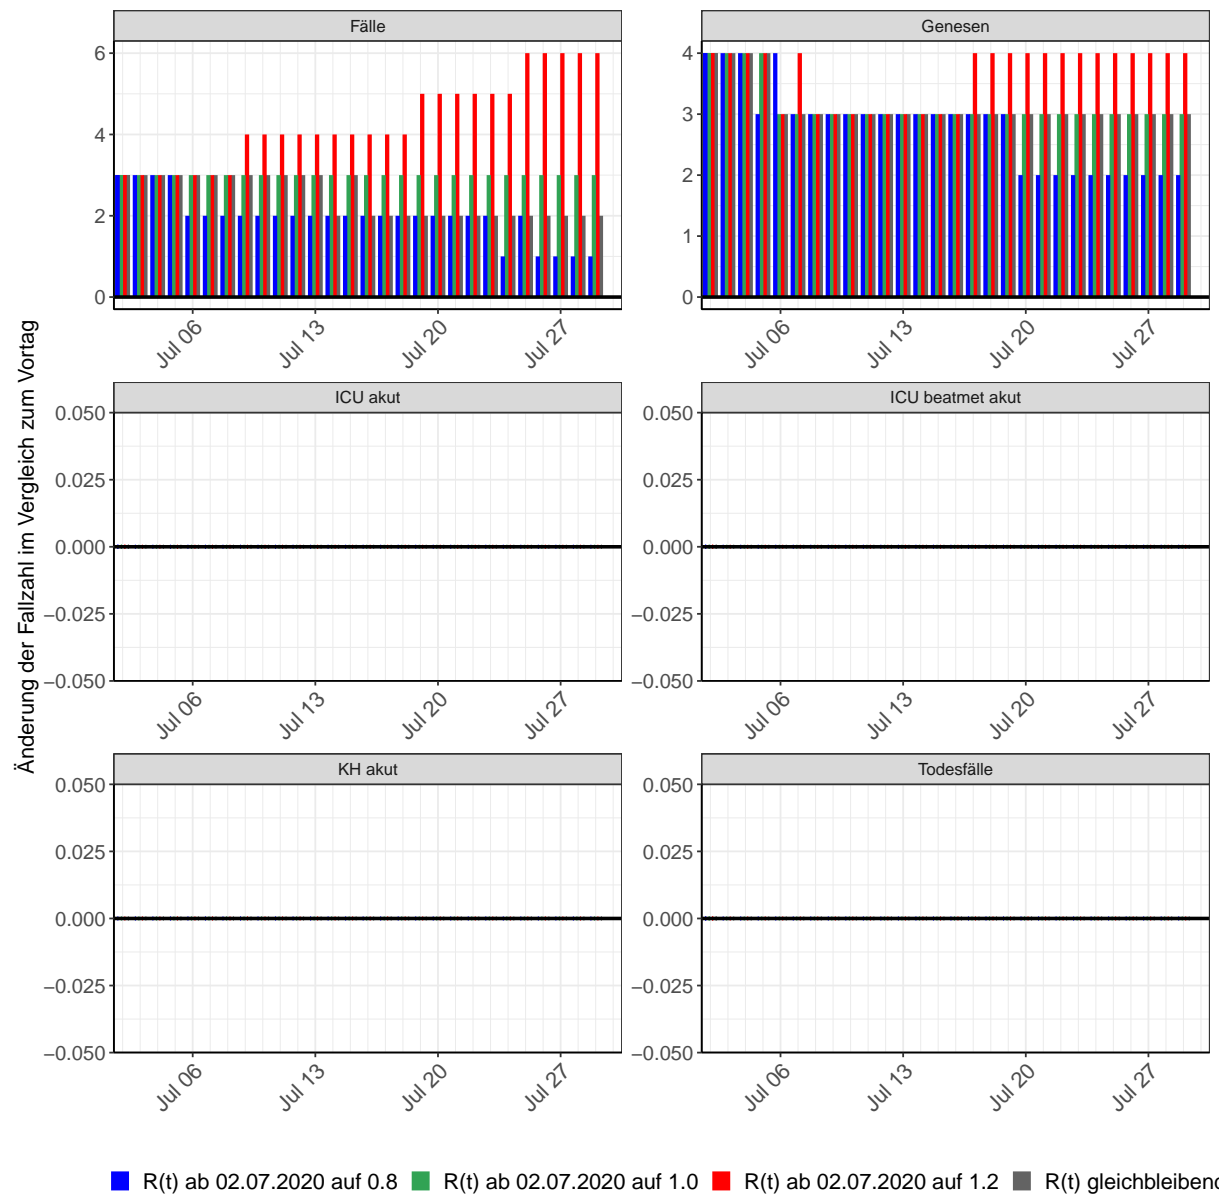 Änderung der Fallzahl im Vergleich zum Vortag
Fälle
6
4
2
0
Jul 06
Jul 13
Jul 20
Jul 27
Genesen
4
3
2
1
0
Jul 06
Jul 13
Jul 20
Jul 27
ICU akut
0.050
0.025
0.000
−0.025
−0.050
Jul 06
Jul 13
Jul 20
Jul 27
ICU beatmet akut
0.050
0.025
0.000
−0.025
−0.050
Jul 06
Jul 13
Jul 20
Jul 27
KH akut
0.050
0.025
0.000
−0.025
−0.050
Jul 06
Jul 13
Jul 20
Jul 27
Todesfälle
0.050
0.025
0.000
−0.025
−0.050
Jul 06
Jul 13
Jul 20
Jul 27
R(t) ab 02.07.2020 auf 0.8
R(t) ab 02.07.2020 auf 1.0
R(t) ab 02.07.2020 auf 1.2
R(t) gleichbleibend